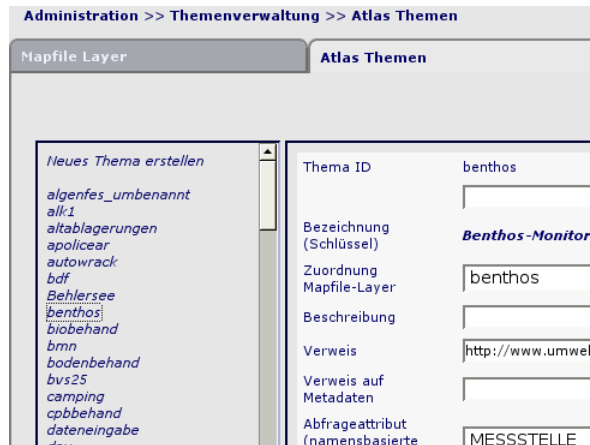 Administration >> Themenverwaltung >> Atlas Themen
Mapfile Layer
Atlas Themen
Neues Thema erstellen
algenfes_umbenannt
alk1
altablagerungen
apolicear
autowrack
bdf
Behlersee
benthos
biobehand
bmn
bodenbehand
bvs25
camping
cpbbehand
dateneingabe
Thema ID
benthos
Bezeichnung
(Schlüssel)
Benthos-Monitor
Zuordnung
Mapfile-Layer
benthos
Beschreibung
Verweis
http://www.umwel
Verweis auf
Metadaten
Abfrageattribut
(namensbasierte
MESSSTELLE